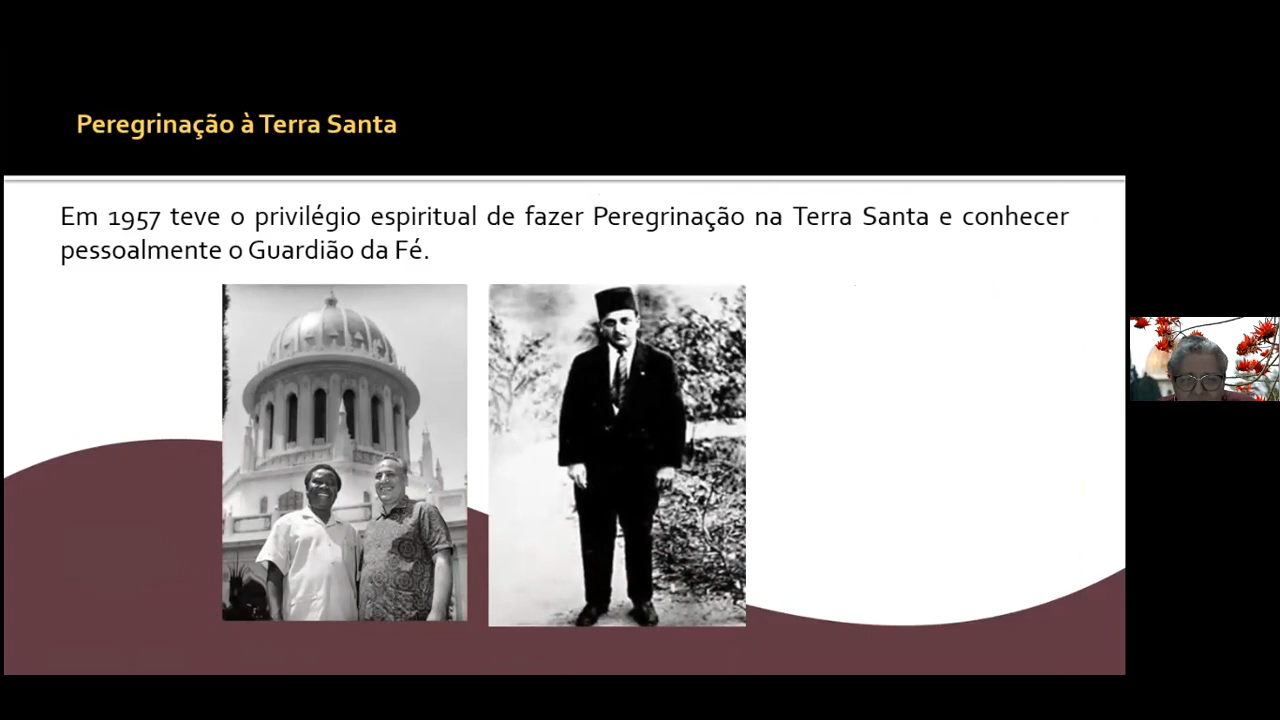 Peregrinação à Terra Santa
Em 1957 teve o privilégio espiritual de fazer Peregrinação na Terra Santa e conhecer
pessoalmente o Guardião da Fé.